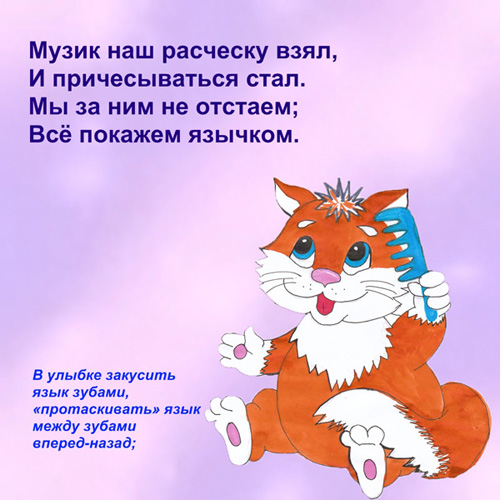 Музик наш расческу взял,
И причесываться стал.
Мы за ним не отстаем;
Всё покажем язычком.
В улыбке закусить
язык зубами,
«протаскивать» язык
между зубами
вперед-назад;